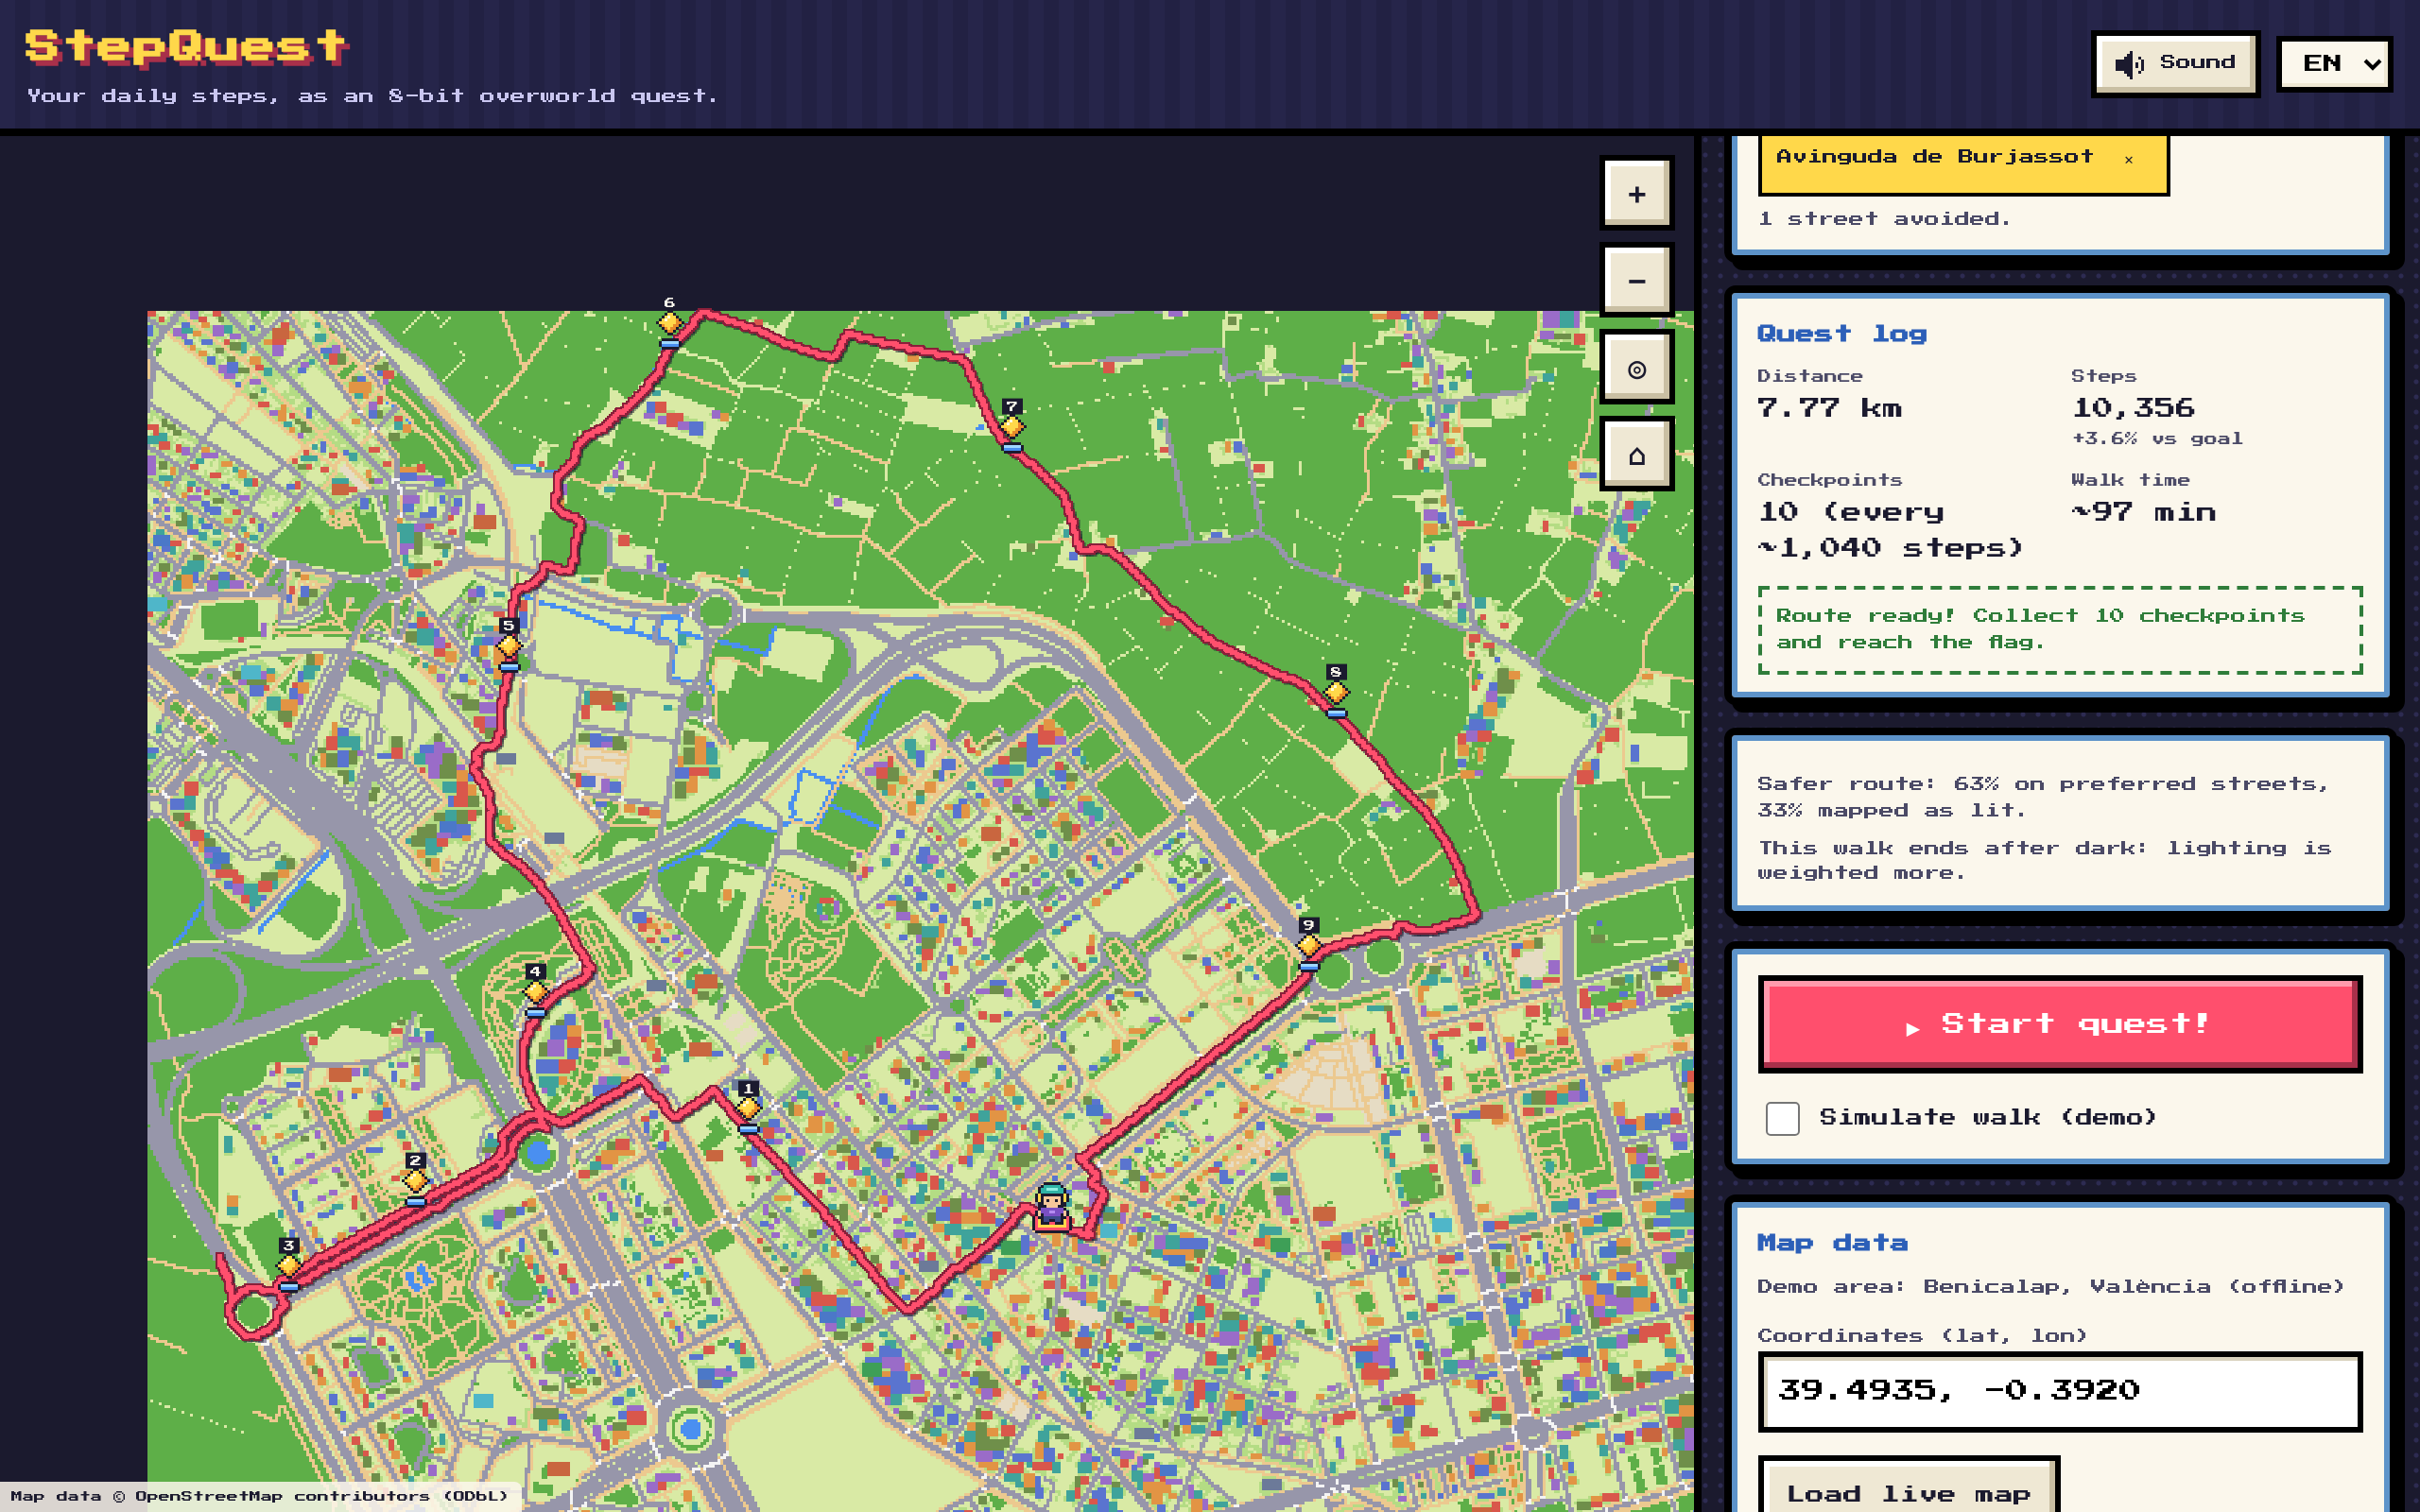 StepQuest
Your daily steps, as an 8-bit overworld quest.
Sound
EN
+
−
◎
⌂
6
7
5
8
9
4
1
2
3
Map data © OpenStreetMap contributors (ODbL)
Avinguda de Burjassot ×
1 street avoided.
Quest log
Distance
7.77 km
Steps
10,356
+3.6% vs goal
Checkpoints
10 (every
~1,040 steps)
Walk time
~97 min
Route ready! Collect 10 checkpoints
and reach the flag.
Safer route: 63% on preferred streets,
33% mapped as lit.
This walk ends after dark: lighting is
weighted more.
▶ Start quest!
Simulate walk (demo)
Map data
Demo area: Benicalap, València (offline)
Coordinates (lat, lon)
39.4935, -0.3920
Load live map